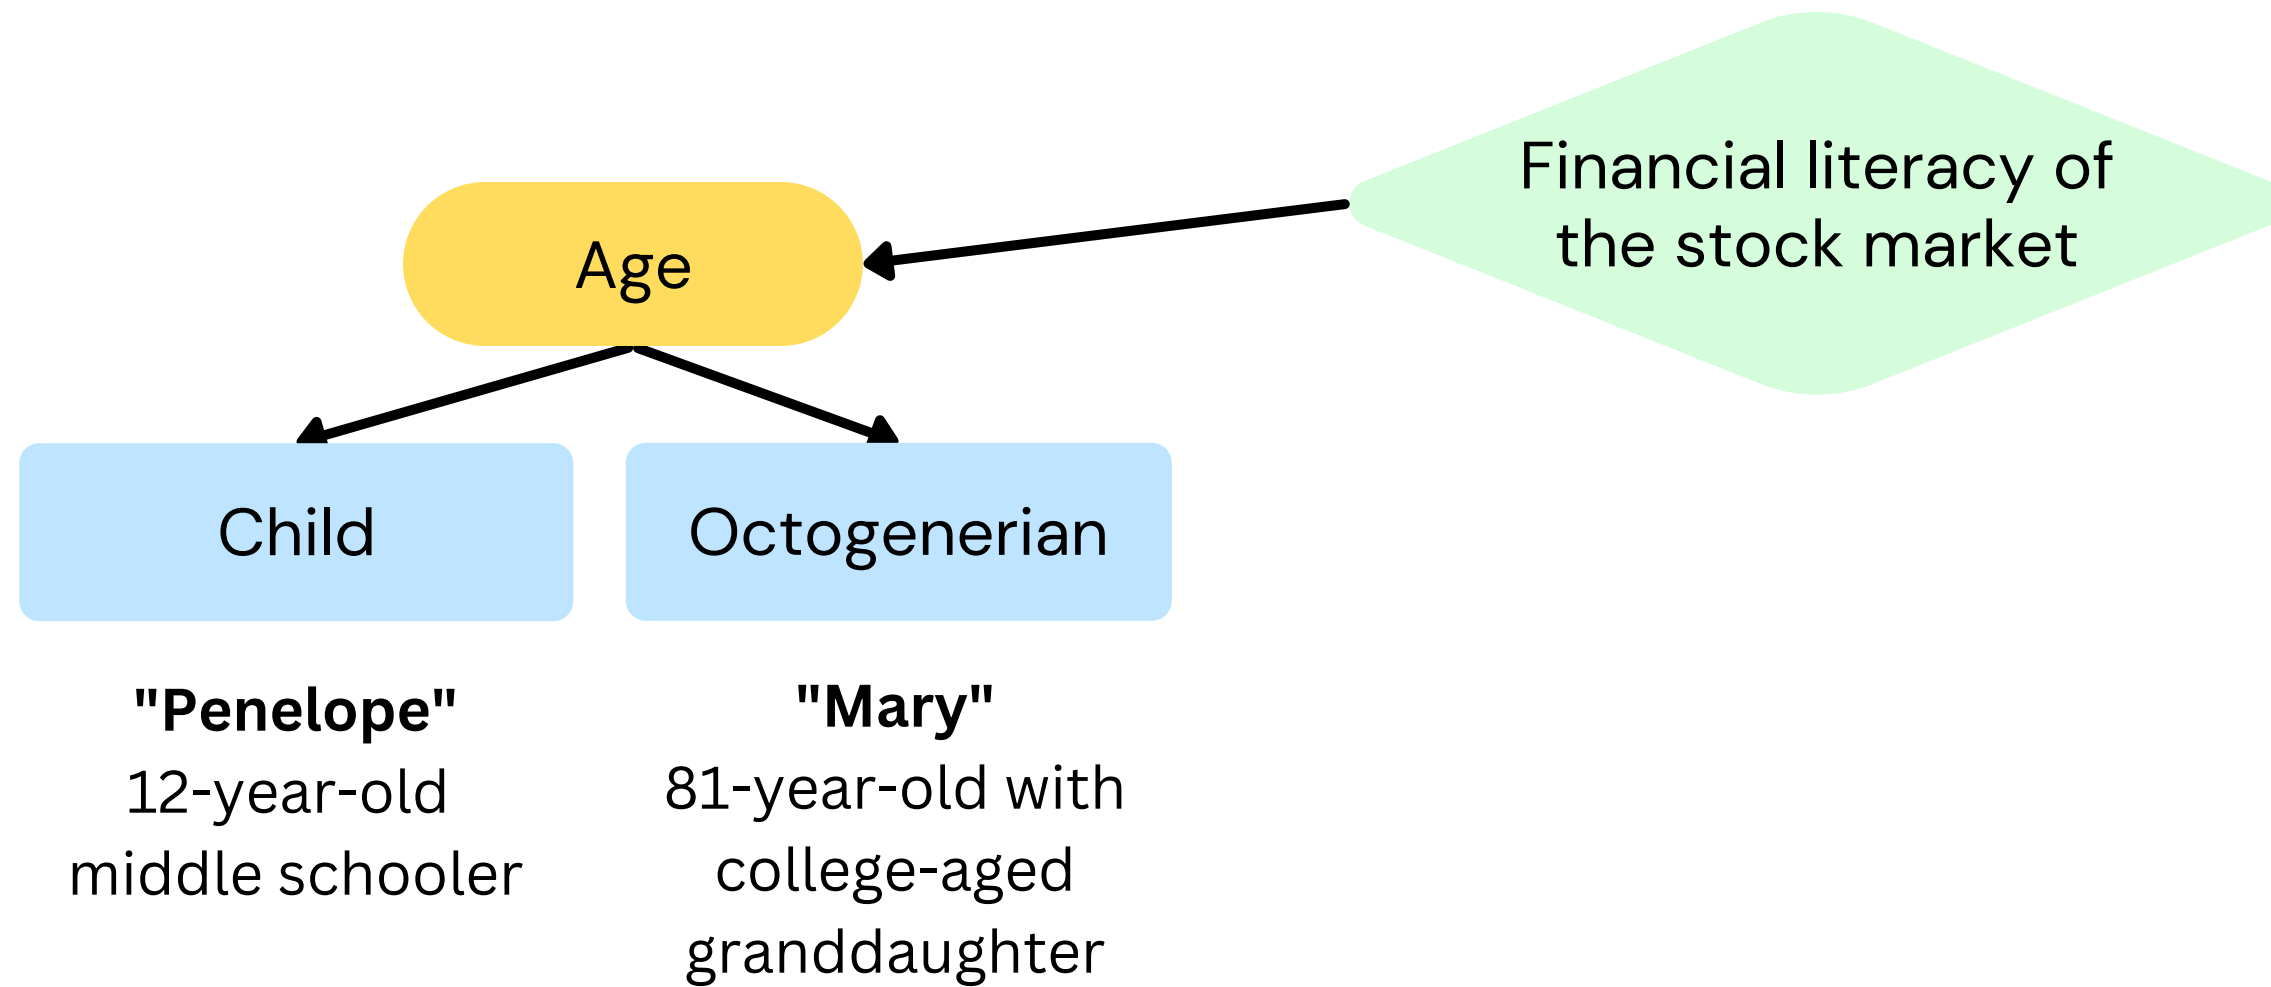 Financial literacy of
the stock market
Age
Child
Octogenerian
"Penelope"
12-year-old
middle schooler
"Mary"
81-year-old with
college-aged
granddaughter